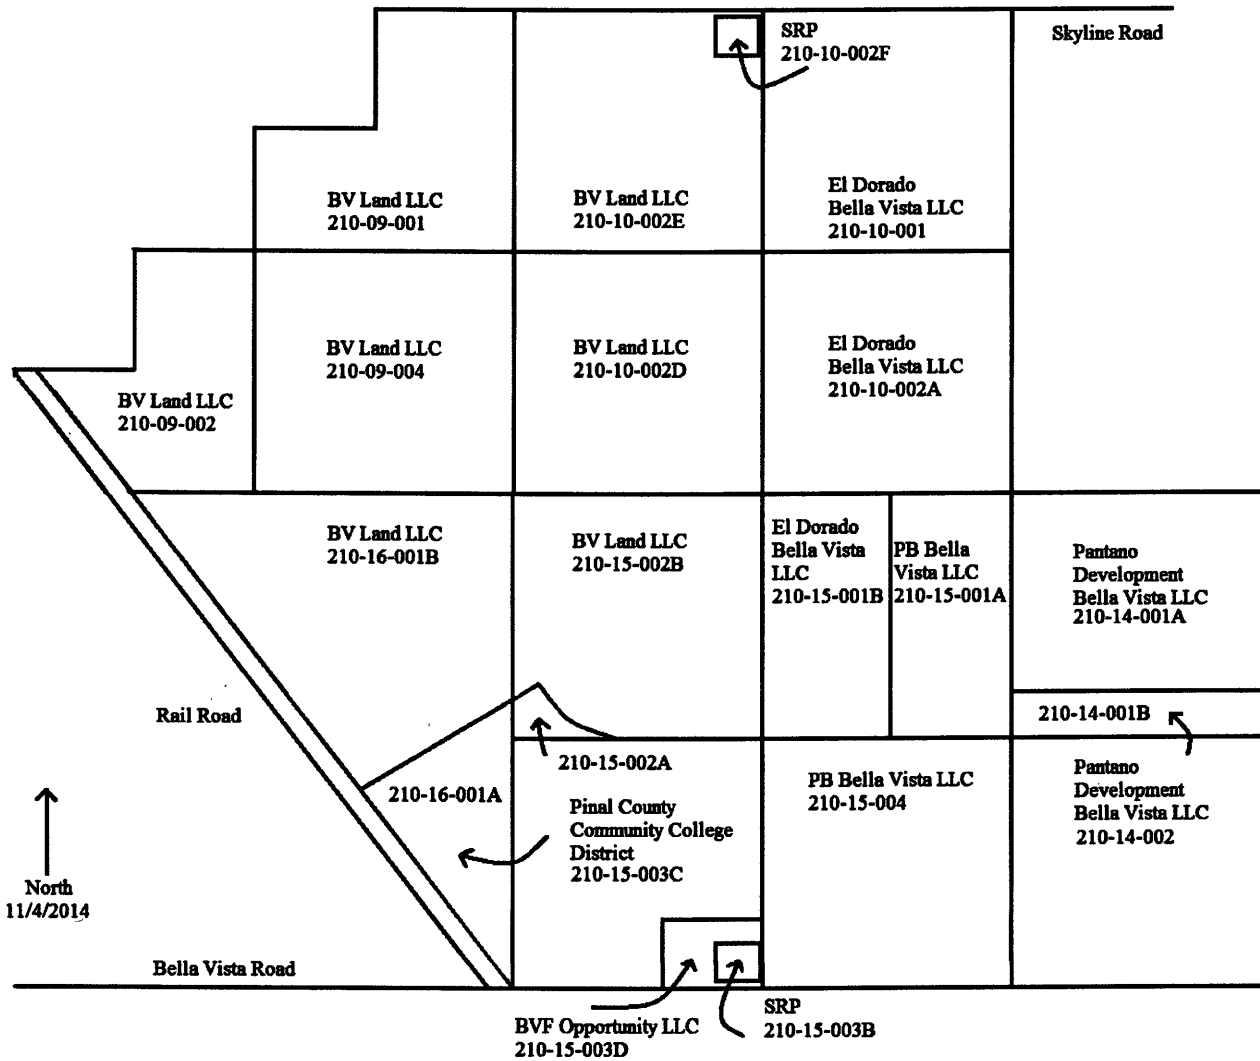 SRP
210-10-002F
Skyline Road
BV Land LLC
210-09-001
BV Land LLC
210-10-002E
El Dorado
Bella Vista LLC
210-10-001
BV Land LLC
210-09-004
BV Land LLC
210-10-002D
El Dorado
Bella Vista LLC
210-10-002A
BV Land LLC
210-09-002
BV Land LLC
210-16-001B
BV Land LLC
210-15-002B
El Dorado
Bella Vista
LLC
210-15-001B
PB Bella
Vista LLC
210-15-001A
Pantano
Development
Bella Vista LLC
210-14-001A
Rail Road
210-14-001B
210-15-002A
210-16-001A
Pinal County
Community College
District
210-15-003C
PB Bella Vista LLC
210-15-004
Pantano
Development
Bella Vista LLC
210-14-002
North
11/4/2014
Bella Vista Road
BVF Opportunity LLC
210-15-003D
SRP
210-15-003B